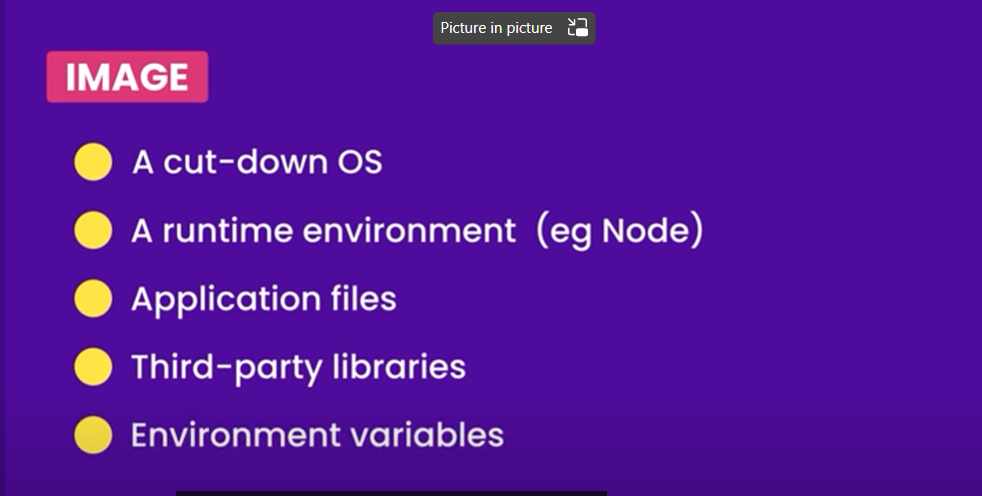 Picture in picture
IMAGE
A cut-down OS
A runtime environment (eg Node)
Application files
Third-party libraries
Environment variables